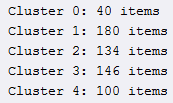 Cluster 0: 40 items
Cluster 1: 180 items
Cluster 2: 134 items
Cluster 3: 146 items
Cluster 4: 100 items